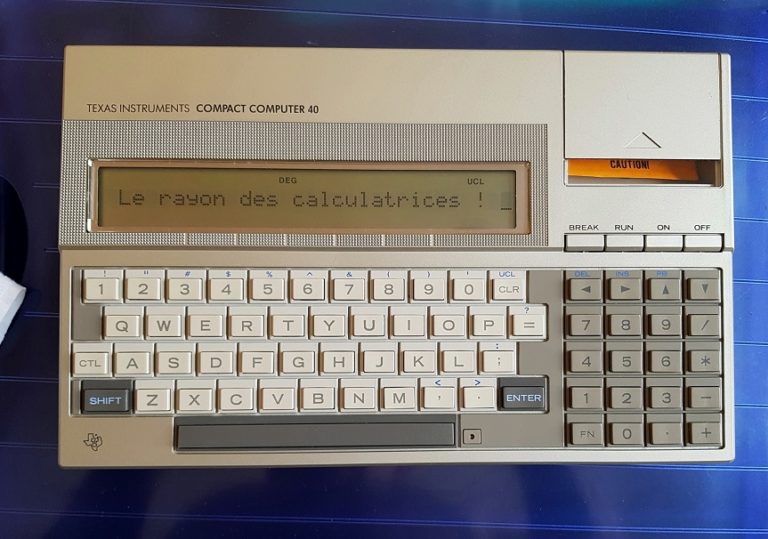 TEXAS INSTRUMENTS COMPACT COMPUTER 40
CAUTION!
DEG UCL
Le rayon des calculatrices ! _
BREAK RUN ON OFF
! " # $ % ^ & ( ) ' UCL
1 2 3 4 5 6 7 8 9 0 CLR
DEL INS PB
◄ ► ▲ ▼
?
Q W E R T Y U I O P =
7 8 9 /
:
CTL A S D F G H J K L ;
4 5 6 *
< >
SHIFT Z X C V B N M , . ENTER
1 2 3 −
FN 0 . +